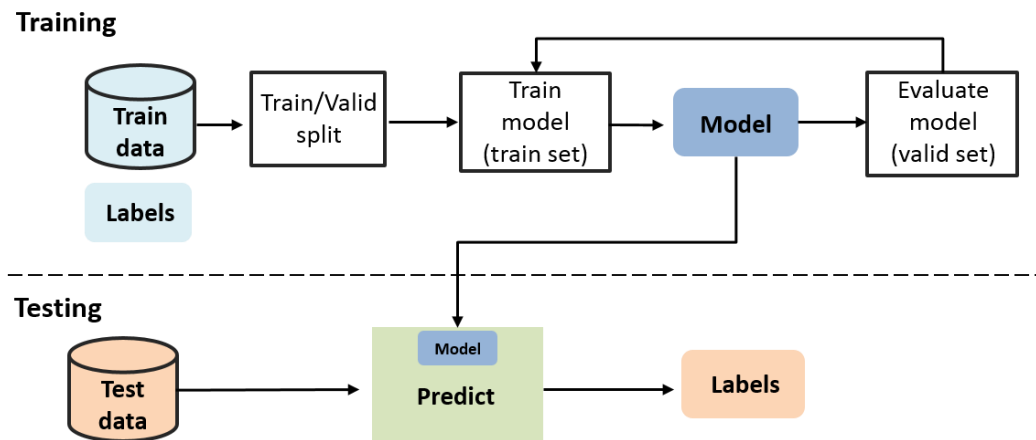 Training
Train
data
Labels
Train/Valid
split
Train
model
(train set)
Model
Evaluate
model
(valid set)
Testing
Test
data
Model
Predict
Labels